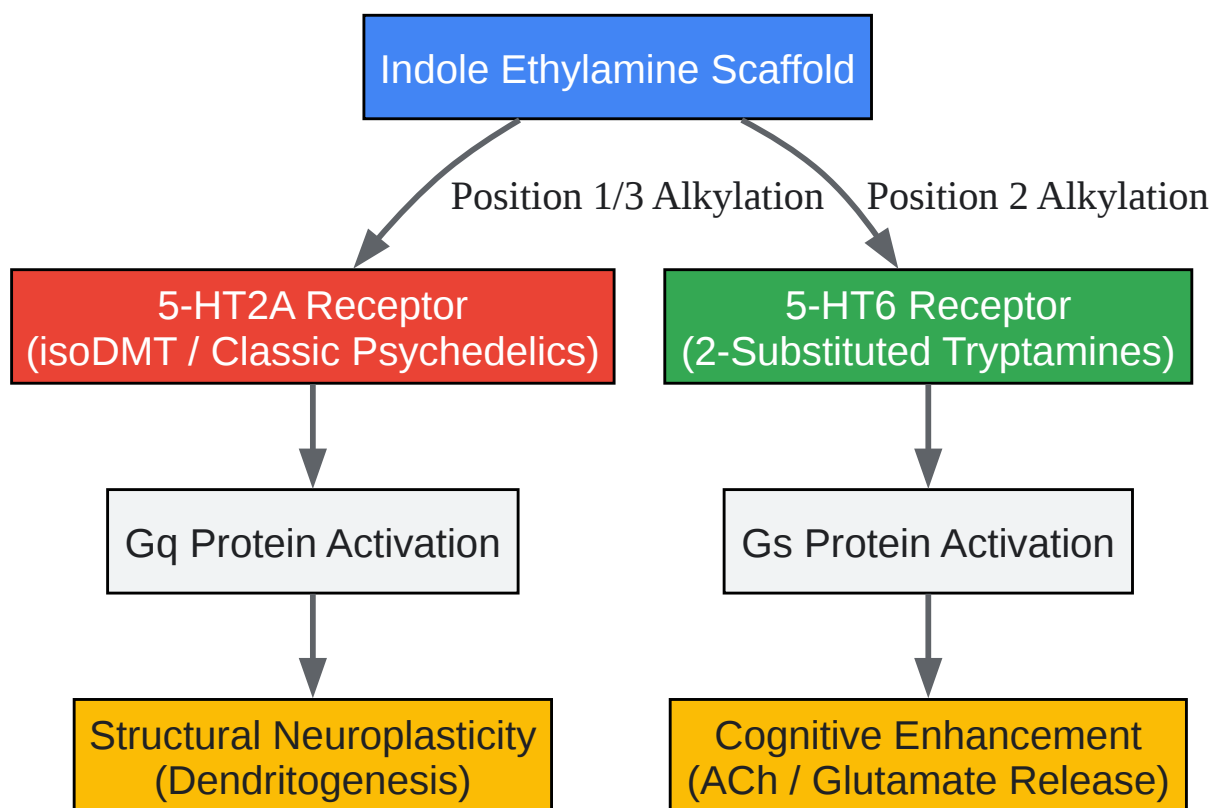 Indole Ethylamine Scaffold
Position 1/3 Alkylation
Position 2 Alkylation
5-HT2A Receptor
(isoDMT / Classic Psychedelics)
5-HT6 Receptor
(2-Substituted Tryptamines)
Gq Protein Activation
Gs Protein Activation
Structural Neuroplasticity
(Dendritogenesis)
Cognitive Enhancement
(ACh / Glutamate Release)